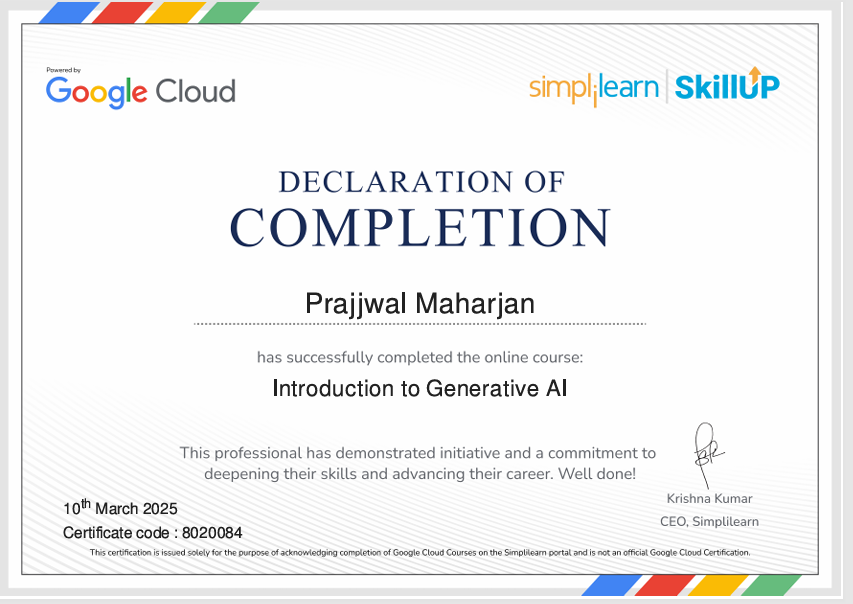 Powered by
Google Cloud
simplilearn | SkillUP
DECLARATION OF
COMPLETION
Prajjwal Maharjan
has successfully completed the online course:
Introduction to Generative AI
This professional has demonstrated initiative and a commitment to
deepening their skills and advancing their career. Well done!
Krishna Kumar
CEO, Simplilearn
10th March 2025
Certificate code : 8020084
This certification is issued solely for the purpose of acknowledging completion of Google Cloud Courses on the Simplilearn portal and is not an official Google Cloud Certification.